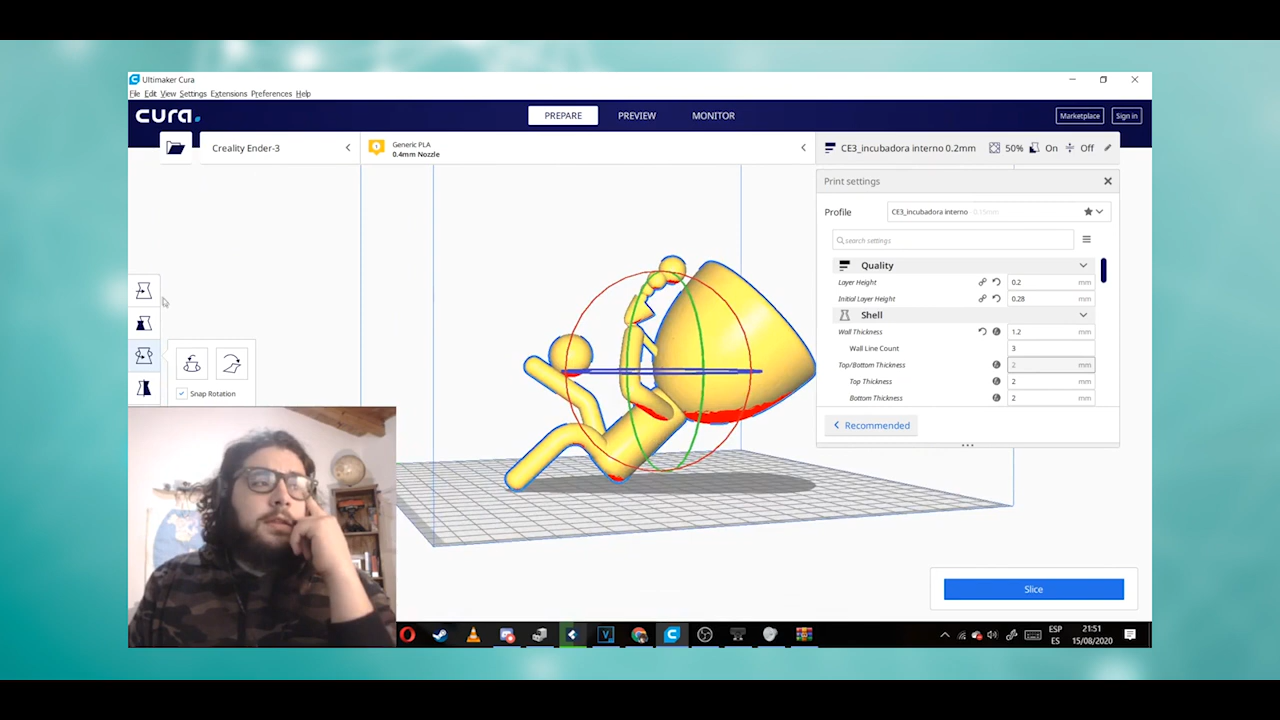 Ultimaker Cura
File Edit View Settings Extensions Preferences Help
cura.
PREPARE
PREVIEW
MONITOR
Marketplace
Sign in
Creality Ender-3
Generic PLA
0.4mm Nozzle
CE3_incubadora interno 0.2mm
50%
On
Off
Print settings
Profile
CE3_incubadora interno 0.15mm
search settings
Quality
Layer Height 0.2 mm
Initial Layer Height 0.28 mm
Shell
Wall Thickness 1.2 mm
Wall Line Count 3
Top/Bottom Thickness 2 mm
Top Thickness 2 mm
Bottom Thickness 2 mm
Recommended
Snap Rotation
Slice
ESP
ES
21:51
15/08/2020